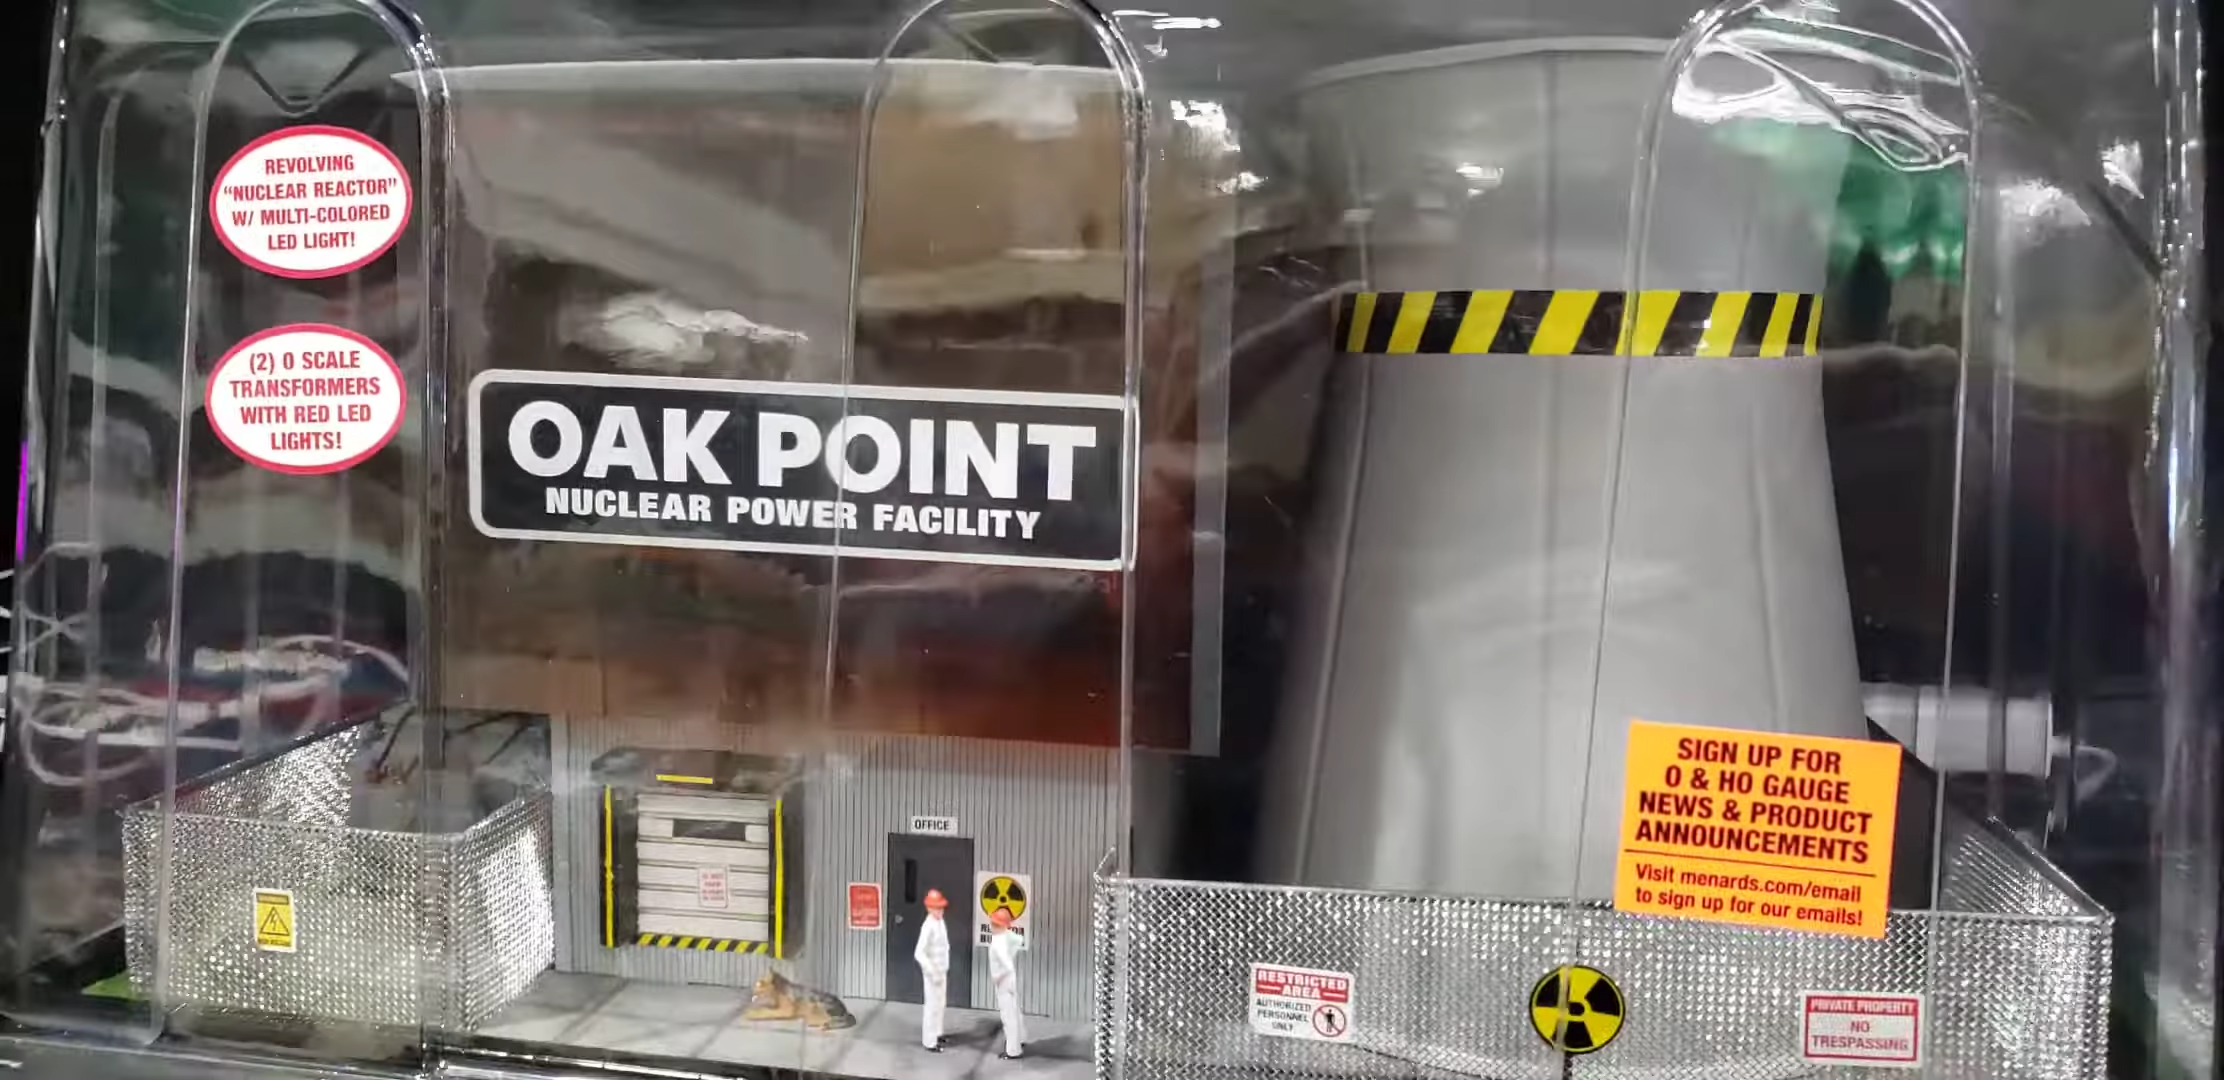 REVOLVING
"NUCLEAR REACTOR"
W/ MULTI-COLORED
LED LIGHT!
(2) O SCALE
TRANSFORMERS
WITH RED LED
LIGHTS!
OAK POINT
NUCLEAR POWER FACILITY
OFFICE
SIGN UP FOR
O & HO GAUGE
NEWS & PRODUCT
ANNOUNCEMENTS
Visit menards.com/email
to sign up for our emails!
RESTRICTED
AREA
AUTHORIZED
PERSONNEL
ONLY
PRIVATE PROPERTY
NO
TRESPASSING